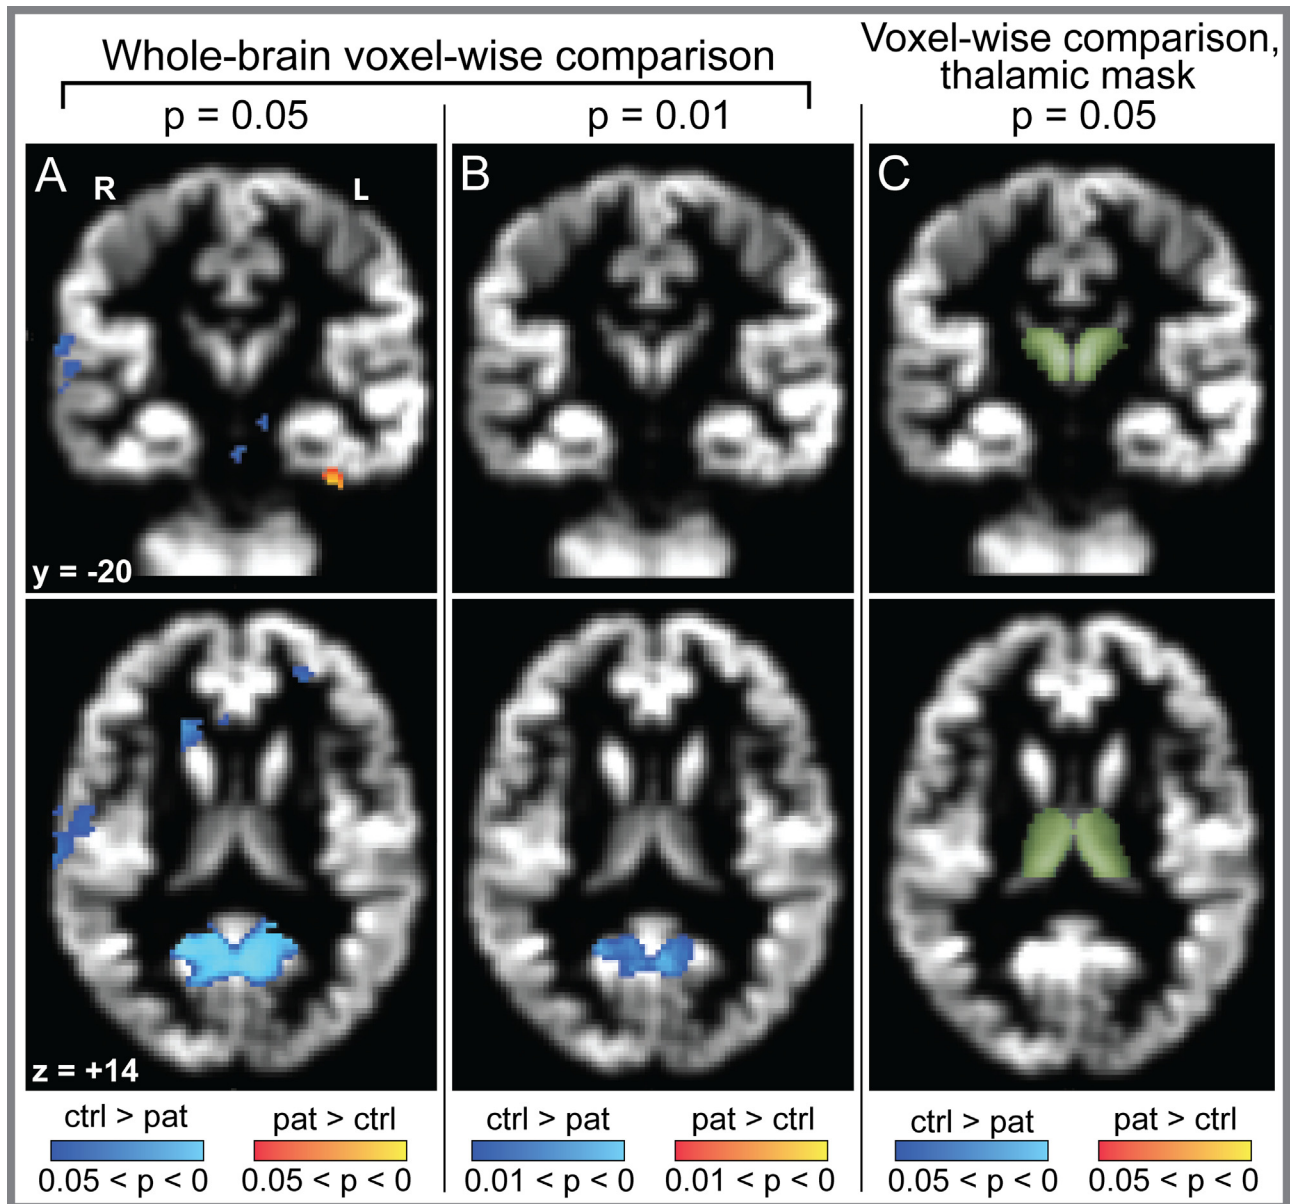 Whole-brain voxel-wise comparison
Voxel-wise comparison,
thalamic mask
p = 0.05
p = 0.01
p = 0.05
A
R
L
B
C
y = -20
z = +14
ctrl > pat
pat > ctrl
ctrl > pat
pat > ctrl
ctrl > pat
pat > ctrl
0.05 < p < 0
0.05 < p < 0
0.01 < p < 0
0.01 < p < 0
0.05 < p < 0
0.05 < p < 0